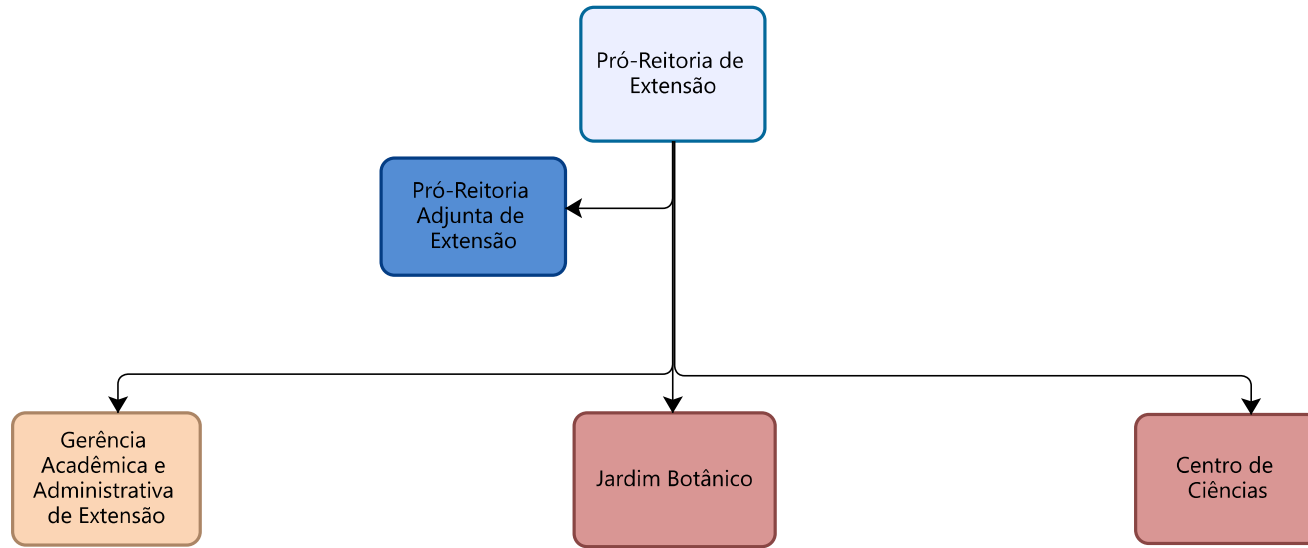 Pró-Reitoria de
Extensão
Pró-Reitoria
Adjunta de
Extensão
Gerência
Acadêmica e
Administrativa
de Extensão
Jardim Botânico
Centro de
Ciências